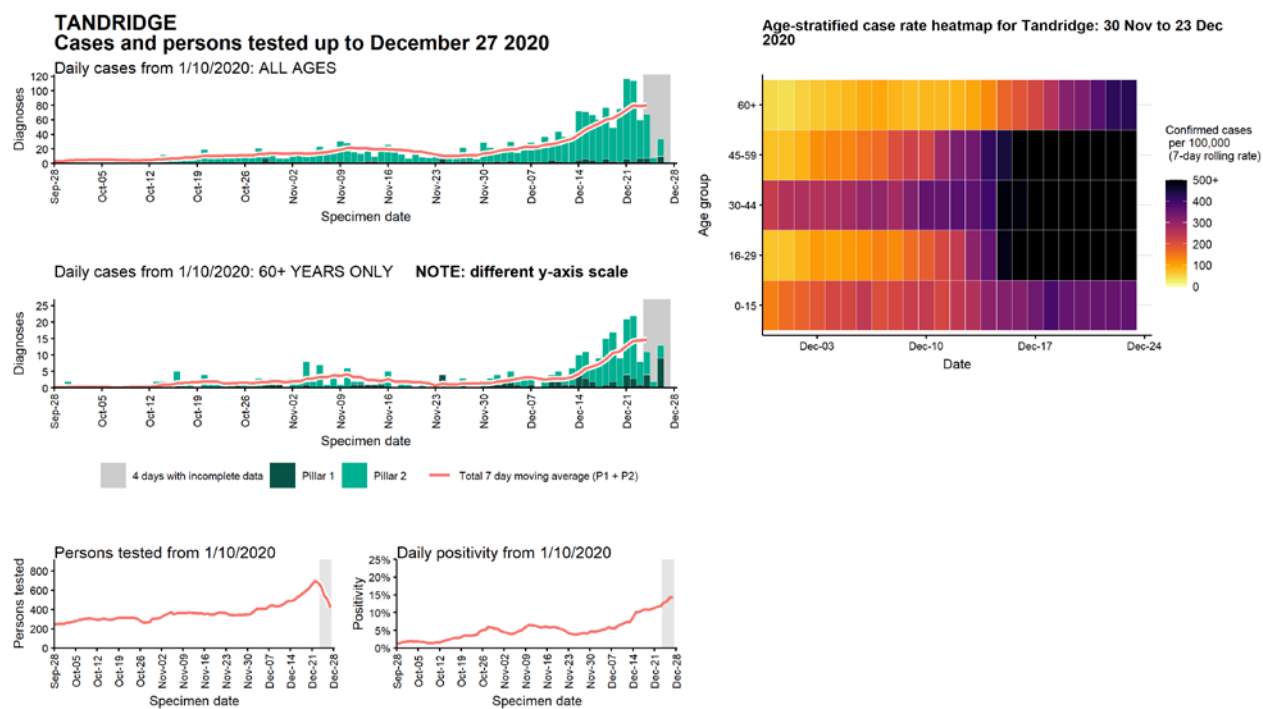 TANDRIDGE
Cases and persons tested up to December 27 2020
Daily cases from 1/10/2020: ALL AGES
Diagnoses
120
100
80
60
40
20
0
Sep-28
Oct-05
Oct-12
Oct-19
Oct-26
Nov-02
Nov-09
Nov-16
Nov-23
Nov-30
Dec-07
Dec-14
Dec-21
Dec-28
Specimen date
Daily cases from 1/10/2020: 60+ YEARS ONLY NOTE: different y-axis scale
Diagnoses
25
20
15
10
5
0
Sep-28
Oct-05
Oct-12
Oct-19
Oct-26
Nov-02
Nov-09
Nov-16
Nov-23
Nov-30
Dec-07
Dec-14
Dec-21
Dec-28
Specimen date
4 days with incomplete data
Pillar 1
Pillar 2
Total 7 day moving average (P1 + P2)
Persons tested from 1/10/2020
Persons tested
800
600
400
200
0
Sep-28
Oct-05
Oct-12
Oct-19
Oct-26
Nov-02
Nov-09
Nov-16
Nov-23
Nov-30
Dec-07
Dec-14
Dec-21
Dec-28
Specimen date
Daily positivity from 1/10/2020
Positivity
25%
20%
15%
10%
5%
0%
Sep-28
Oct-05
Oct-12
Oct-19
Oct-26
Nov-02
Nov-09
Nov-16
Nov-23
Nov-30
Dec-07
Dec-14
Dec-21
Dec-28
Specimen date
Age-stratified case rate heatmap for Tandridge: 30 Nov to 23 Dec
2020
Age group
60+
45-59
30-44
16-29
0-15
Dec-03
Dec-10
Dec-17
Dec-24
Date
Confirmed cases
per 100,000
(7-day rolling rate)
500+
400
300
200
100
0